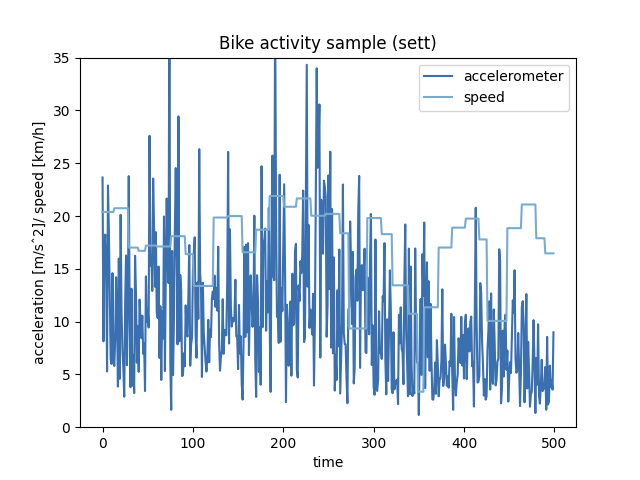 Bike activity sample (sett)
acceleration [m/s^2]/ speed [km/h]
35
30
25
20
15
10
5
0
accelerometer
speed
0 100 200 300 400 500
time